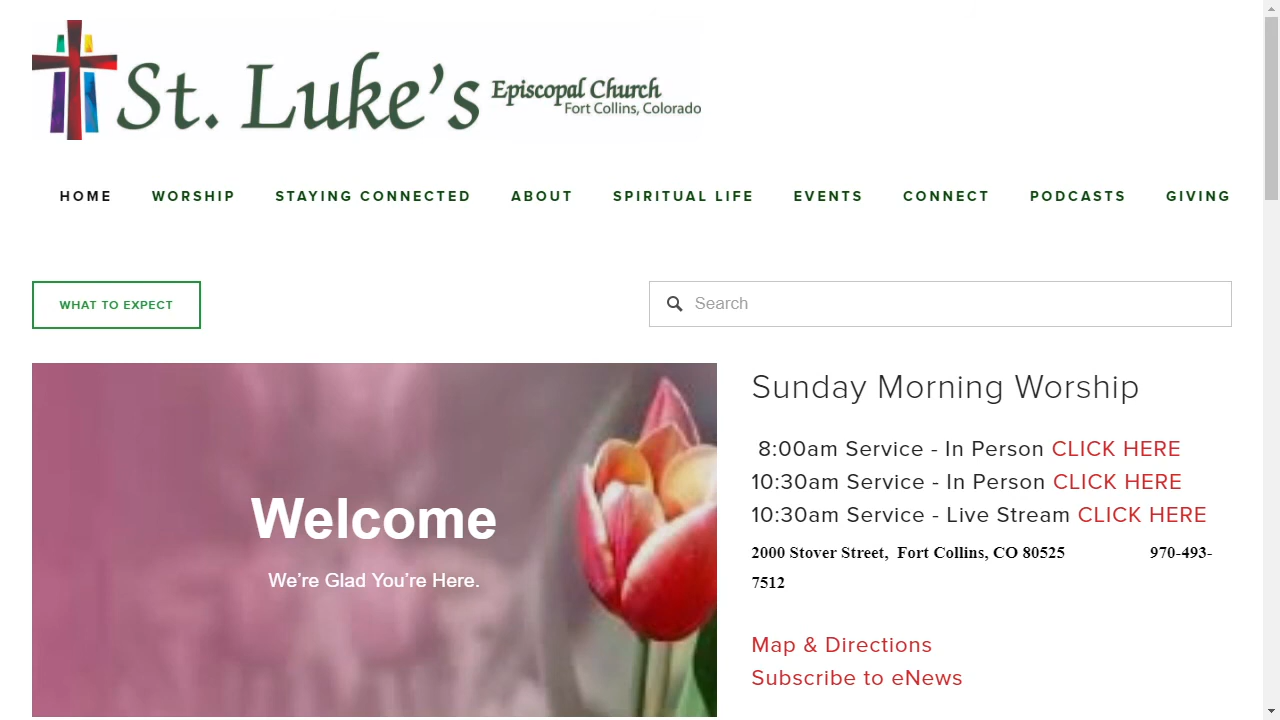 St. Luke's Episcopal Church
Fort Collins, Colorado
HOME WORSHIP STAYING CONNECTED ABOUT SPIRITUAL LIFE EVENTS CONNECT PODCASTS GIVING
WHAT TO EXPECT
Search
Welcome
We're Glad You're Here.
Sunday Morning Worship
8:00am Service - In Person CLICK HERE
10:30am Service - In Person CLICK HERE
10:30am Service - Live Stream CLICK HERE
2000 Stover Street, Fort Collins, CO 80525 970-493-
7512
Map & Directions
Subscribe to eNews